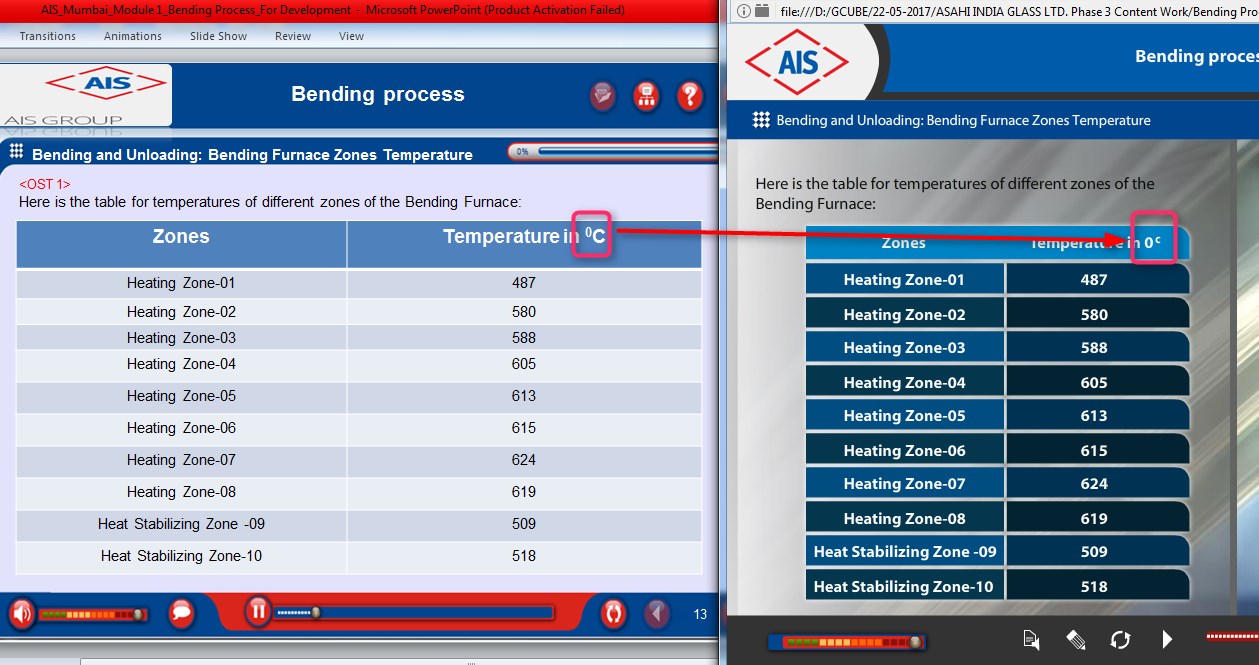 AIS_Mumbai_Module 1_Bending Process_For Development - Microsoft PowerPoint (Product Activation Failed)
Transitions Animations Slide Show Review View
AIS
AIS GROUP
Bending process
?
Bending and Unloading: Bending Furnace Zones Temperature
0%
<OST 1>
Here is the table for temperatures of different zones of the Bending Furnace:
Zones Temperature in ⁰C
Heating Zone-01 487
Heating Zone-02 580
Heating Zone-03 588
Heating Zone-04 605
Heating Zone-05 613
Heating Zone-06 615
Heating Zone-07 624
Heating Zone-08 619
Heat Stabilizing Zone -09 509
Heat Stabilizing Zone-10 518
13
file:///D:/GCUBE/22-05-2017/ASAHI INDIA GLASS LTD. Phase 3 Content Work/Bending Pro
AIS
Bending proces
Bending and Unloading: Bending Furnace Zones Temperature
Here is the table for temperatures of different zones of the
Bending Furnace:
Zones Temperature in 0ᶜ
Heating Zone-01 487
Heating Zone-02 580
Heating Zone-03 588
Heating Zone-04 605
Heating Zone-05 613
Heating Zone-06 615
Heating Zone-07 624
Heating Zone-08 619
Heat Stabilizing Zone -09 509
Heat Stabilizing Zone-10 518